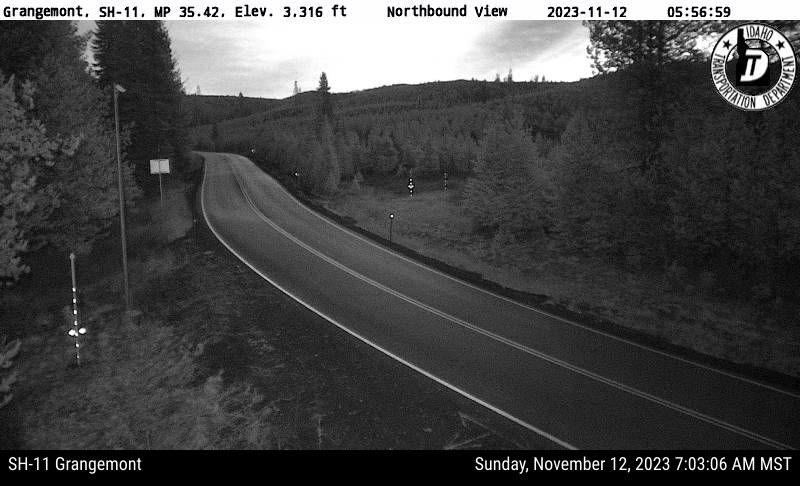 Grangemont, SH-11, MP 35.42, Elev. 3,316 ft Northbound View 2023-11-12 05:56:59
IDAHO
TRANSPORTATION DEPARTMENT
SH-11 Grangemont Sunday, November 12, 2023 7:03:06 AM MST